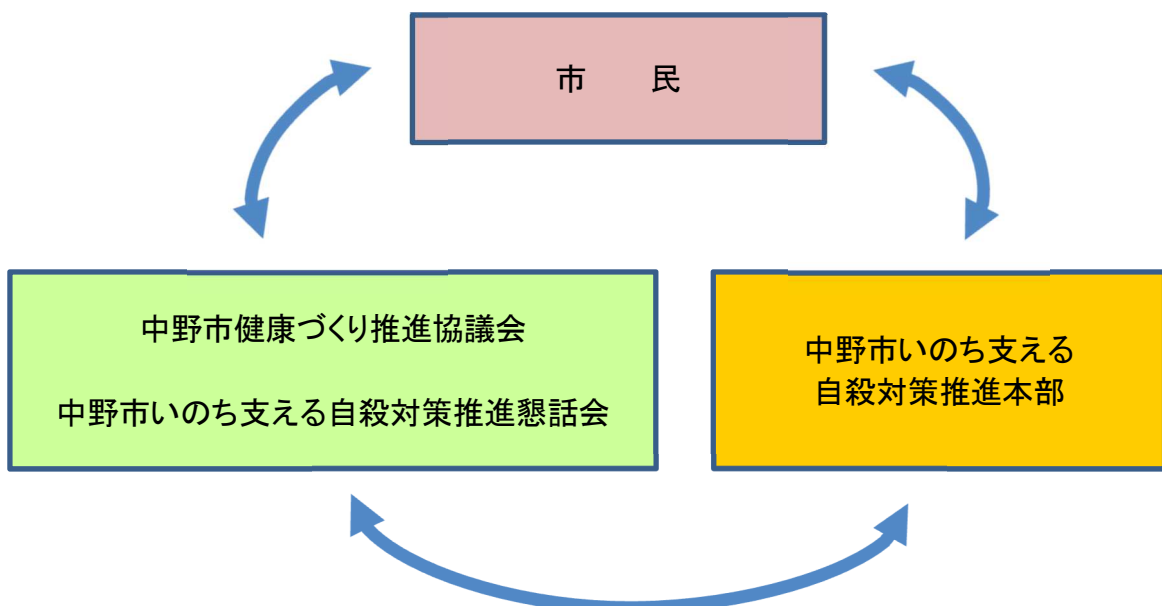 市　　民
中野市健康づくり推進協議会
中野市いのち支える自殺対策推進懇話会
中野市いのち支える
自殺対策推進本部